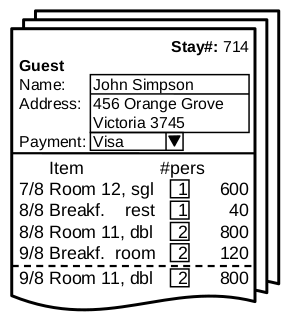 Stay#: 714
Guest
Name: John Simpson
Address: 456 Orange Grove
Victoria 3745
Payment: Visa
Item #pers
7/8 Room 12, sgl 1 600
8/8 Breakf. rest 1 40
8/8 Room 11, dbl 2 800
9/8 Breakf. room 2 120
9/8 Room 11, dbl 2 800